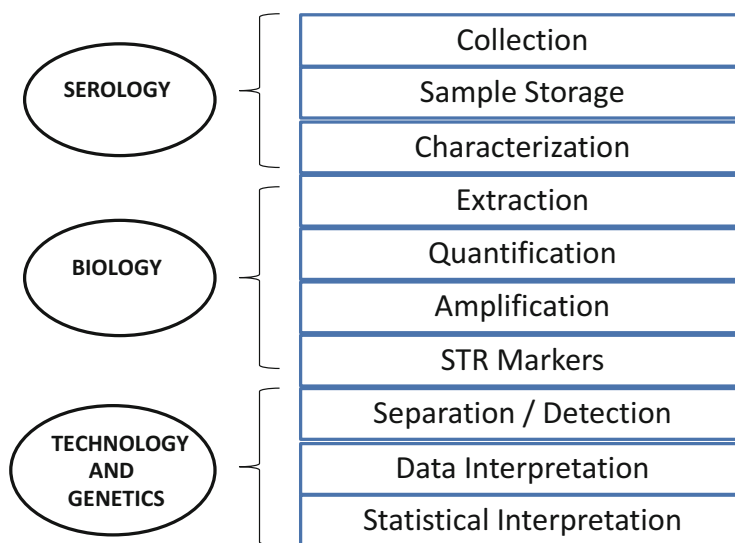 SEROLOGY
Collection
Sample Storage
Characterization
BIOLOGY
Extraction
Quantification
Amplification
STR Markers
TECHNOLOGY
AND
GENETICS
Separation / Detection
Data Interpretation
Statistical Interpretation